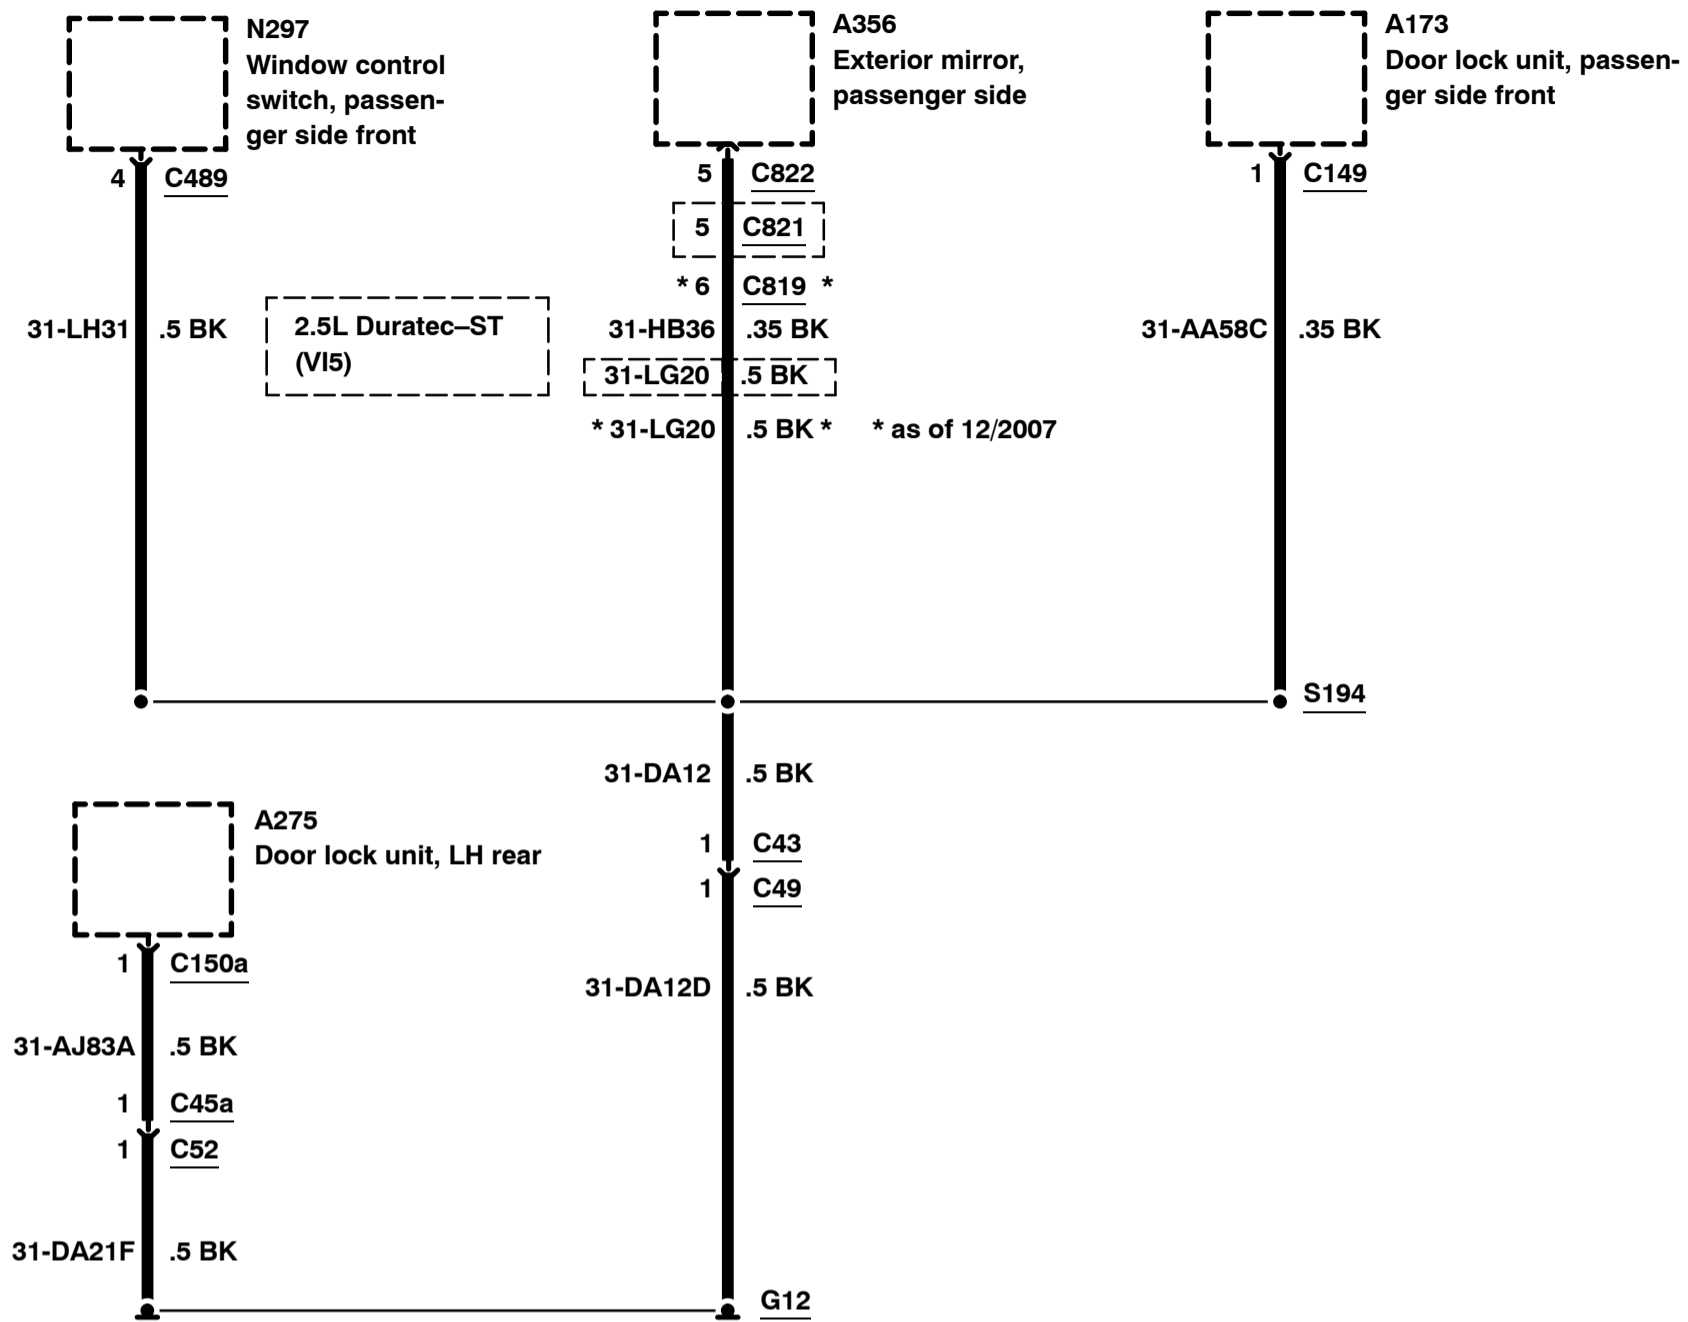 N297
Window control
switch, passen-
ger side front
4 C489
31-LH31 .5 BK
2.5L Duratec–ST
(VI5)
A356
Exterior mirror,
passenger side
5 C822
5 C821
* 6 C819 *
31-HB36 .35 BK
31-LG20 .5 BK
* 31-LG20 .5 BK *
* as of 12/2007
A173
Door lock unit, passen-
ger side front
1 C149
31-AA58C .35 BK
S194
31-DA12 .5 BK
1 C43
1 C49
31-DA12D .5 BK
A275
Door lock unit, LH rear
1 C150a
31-AJ83A .5 BK
1 C45a
1 C52
31-DA21F .5 BK
G12